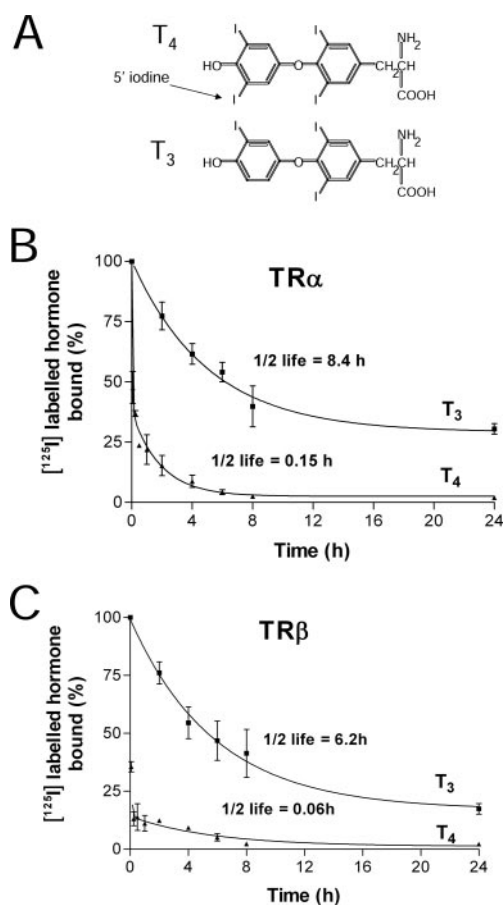 A
T4
I I NH2
HO O CH2CH
5' iodine I I COOH
T3
I I NH2
HO O CH2CH
I COOH
B
TRα
[125I] labelled hormone
bound (%)
100
75
50
25
0
1/2 life = 8.4 h
T3
1/2 life = 0.15 h
T4
0 4 8 12 16 20 24
Time (h)
C
TRβ
[125I] labelled hormone
bound (%)
100
75
50
25
0
1/2 life = 6.2h
T3
1/2 life = 0.06h
T4
0 4 8 12 16 20 24
Time (h)